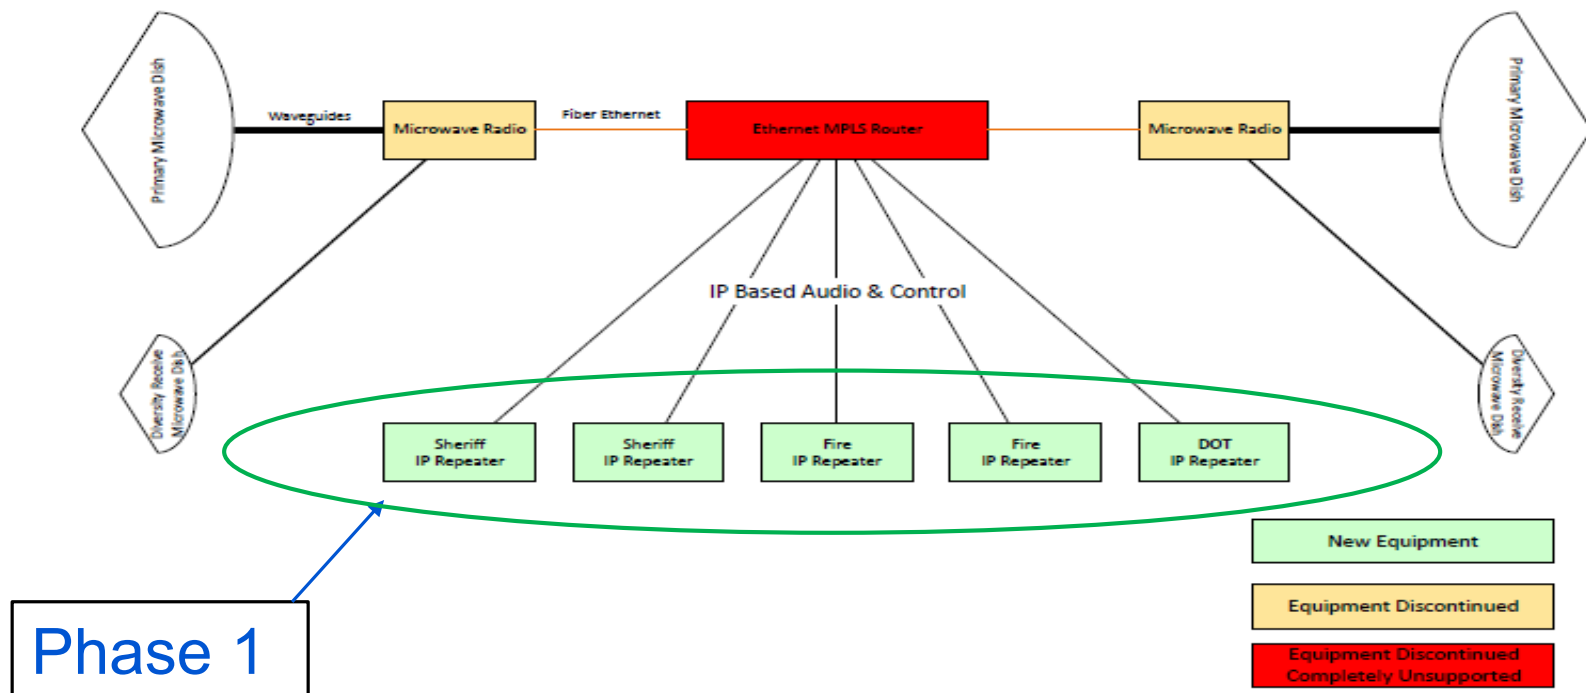 Primary Microwave Dish
Waveguides
Microwave Radio
Fiber Ethernet
Ethernet MPLS Router
Microwave Radio
Primary Microwave Dish
IP Based Audio & Control
Diversity Receive
Microwave Dish
Diversity Receive
Microwave Dish
Sheriff
IP Repeater
Sheriff
IP Repeater
Fire
IP Repeater
Fire
IP Repeater
DOT
IP Repeater
New Equipment
Equipment Discontinued
Equipment Discontinued
Completely Unsupported
Phase 1